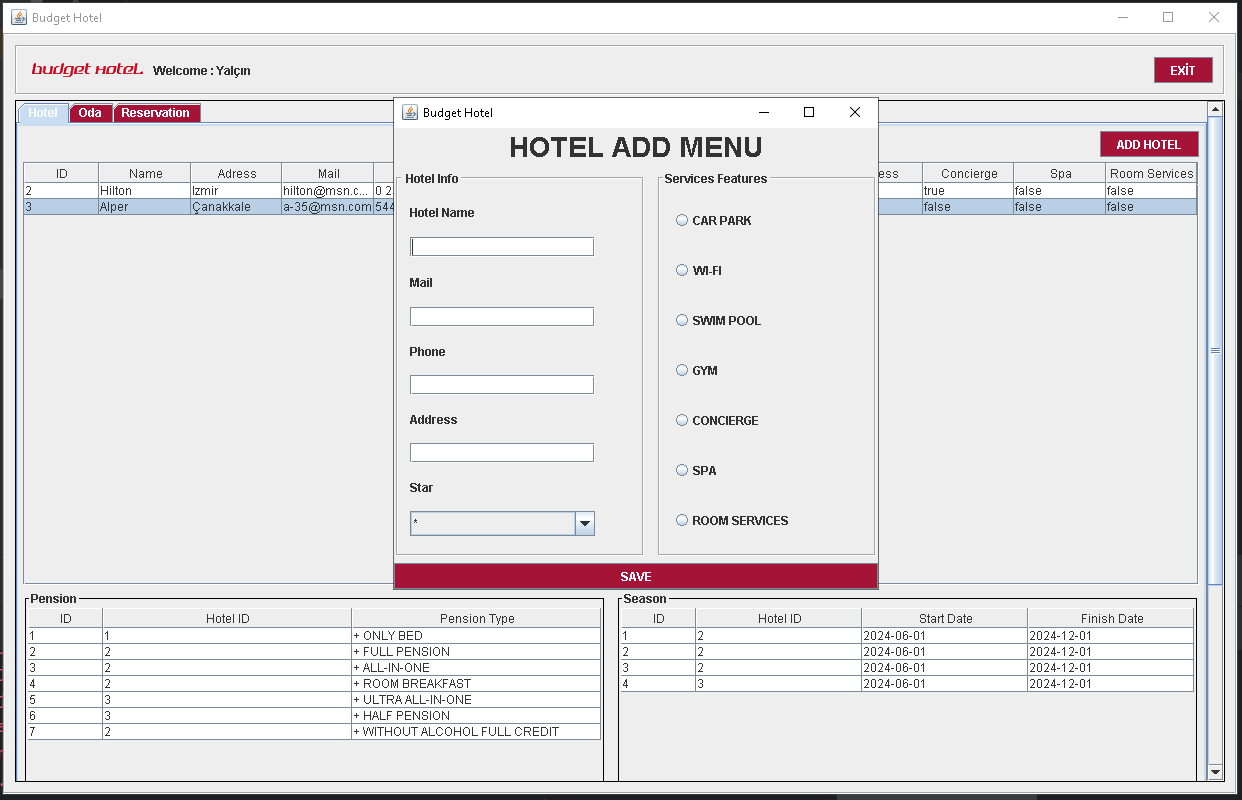 Budget Hotel
budget Hotel Welcome : Yalçın
EXİT
Hotel Oda Reservation
ADD HOTEL
ID Name Adress Mail ess Concierge Spa Room Services
2 Hilton Izmir hilton@msn.c... 0 2 true false false
3 Alper Çanakkale a-35@msn.com 544 false false false
Budget Hotel
HOTEL ADD MENU
Hotel Info
Hotel Name
Mail
Phone
Address
Star
*
Services Features
CAR PARK
WI-FI
SWIM POOL
GYM
CONCIERGE
SPA
ROOM SERVICES
SAVE
Pension
ID Hotel ID Pension Type
1 1 + ONLY BED
2 2 + FULL PENSION
3 2 + ALL-IN-ONE
4 2 + ROOM BREAKFAST
5 3 + ULTRA ALL-IN-ONE
6 3 + HALF PENSION
7 2 + WITHOUT ALCOHOL FULL CREDIT
Season
ID Hotel ID Start Date Finish Date
1 2 2024-06-01 2024-12-01
2 2 2024-06-01 2024-12-01
3 2 2024-06-01 2024-12-01
4 3 2024-06-01 2024-12-01